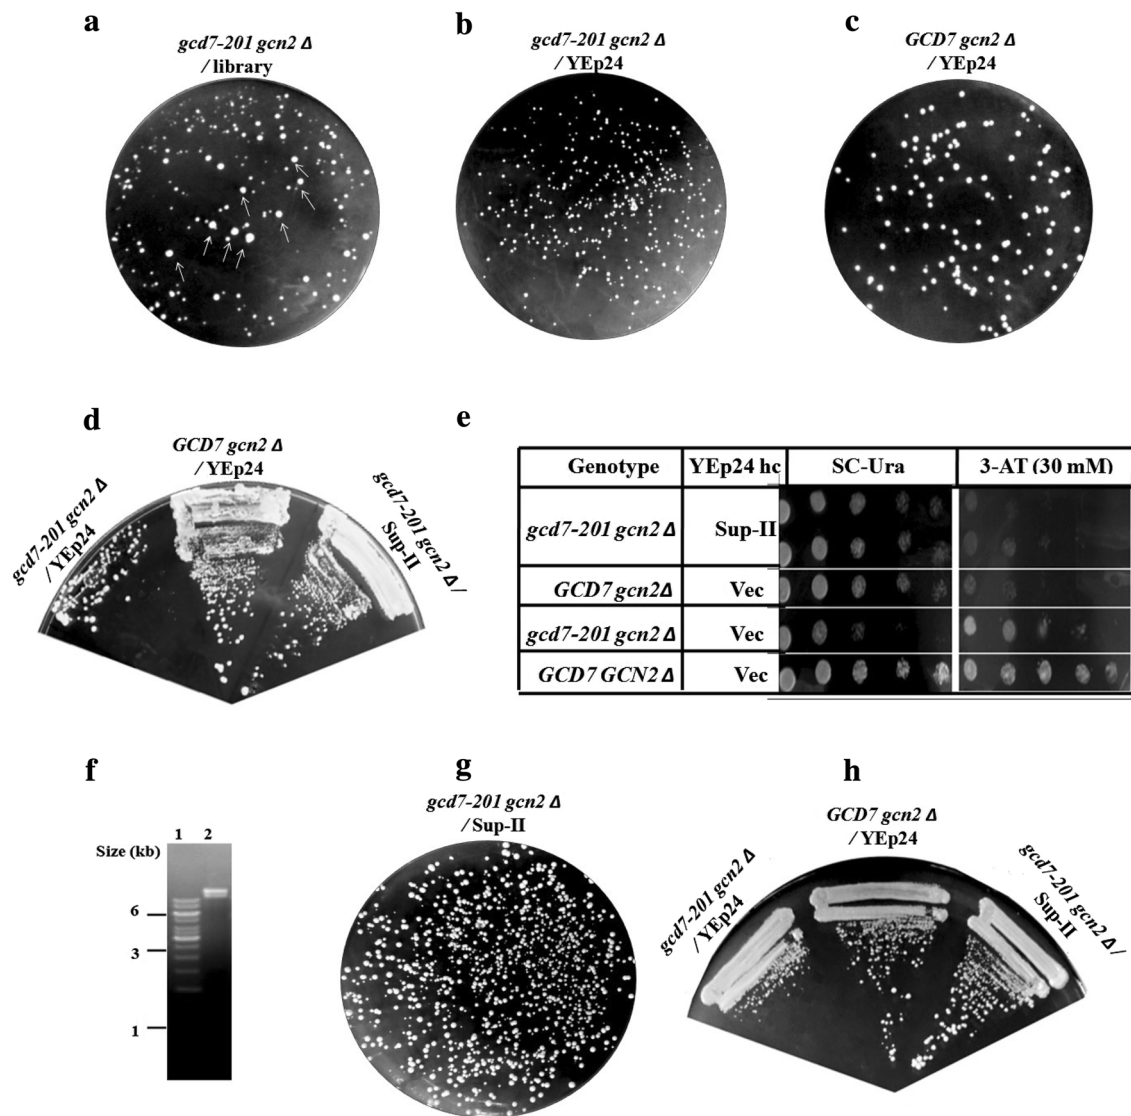 a
gcd7-201 gcn2 Δ
/ library
b
gcd7-201 gcn2 Δ
/ YEp24
c
GCD7 gcn2 Δ
/ YEp24
d
gcd7-201 gcn2 Δ
/ YEp24
GCD7 gcn2 Δ
/ YEp24
gcd7-201 gcn2 Δ /
Sup-II
e
Genotype YEp24 hc SC-Ura 3-AT (30 mM)
gcd7-201 gcn2 Δ Sup-II
GCD7 gcn2Δ Vec
gcd7-201 gcn2Δ Vec
GCD7 GCN2 Δ Vec
f
1 2
Size (kb)
6
3
1
g
gcd7-201 gcn2 Δ
/ Sup-II
h
gcd7-201 gcn2 Δ
/ YEp24
GCD7 gcn2 Δ
/ YEp24
gcd7-201 gcn2 Δ /
Sup-II